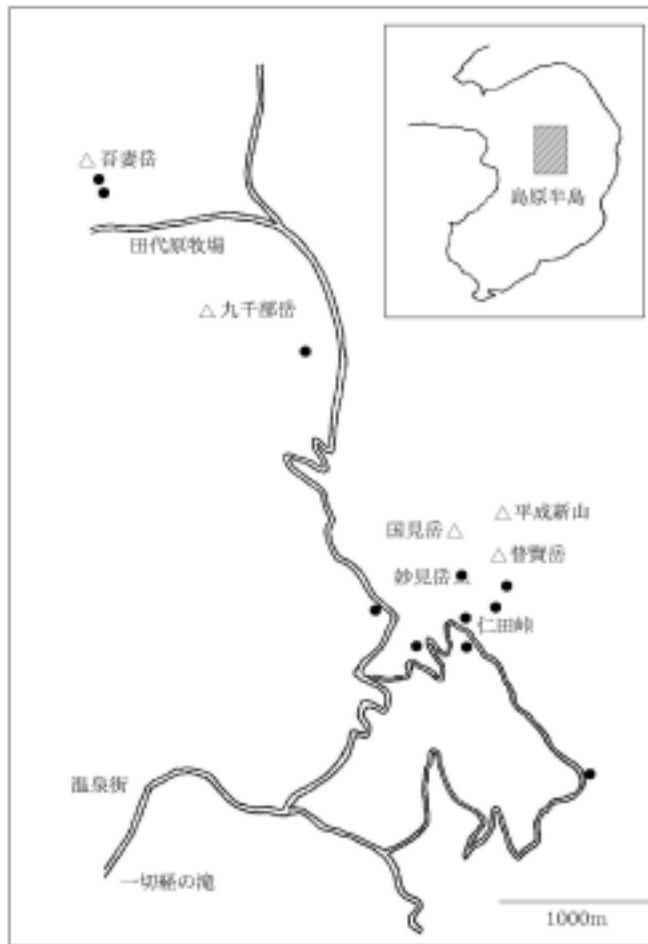 △吾妻岳
島原半島
田代原牧場
△九千部岳
△平成新山
国見岳△
△普賢岳
妙見岳
仁田峠
温泉街
一切経の滝
1000m